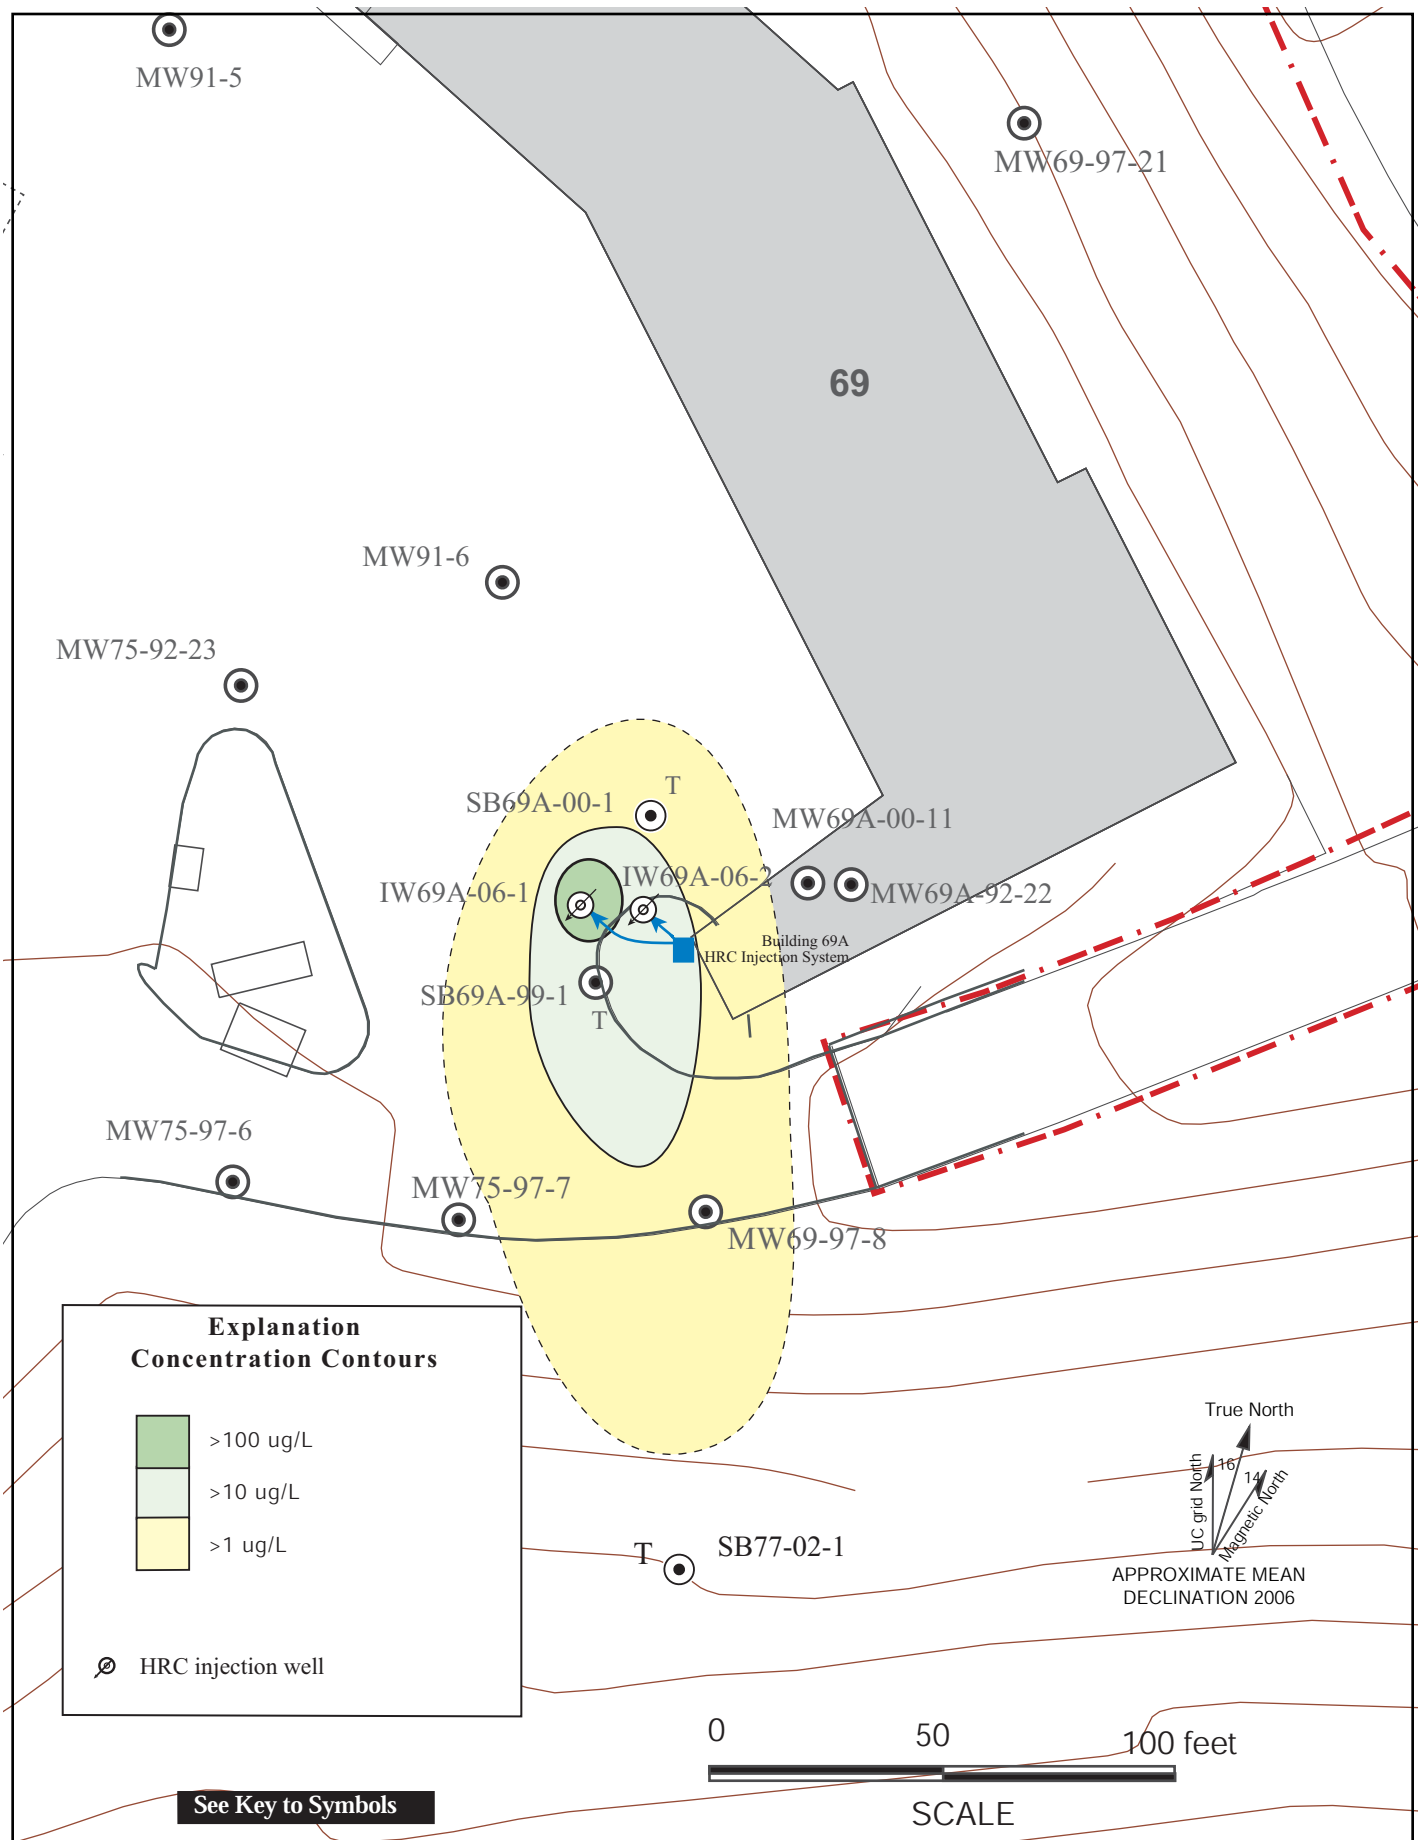 MW91-5
MW69-97-21
69
MW91-6
MW75-92-23
T
SB69A-00-1
MW69A-00-11
IW69A-06-1
IW69A-06-2
MW69A-92-22
Building 69A
HRC Injection System
SB69A-99-1
T
MW75-97-6
MW75-97-7
MW69-97-8
Explanation
Concentration Contours
>100 ug/L
>10 ug/L
>1 ug/L
HRC injection well
True North
UC grid North
16
14
Magnetic North
APPROXIMATE MEAN
DECLINATION 2006
T
SB77-02-1
0 50 100 feet
SCALE
See Key to Symbols